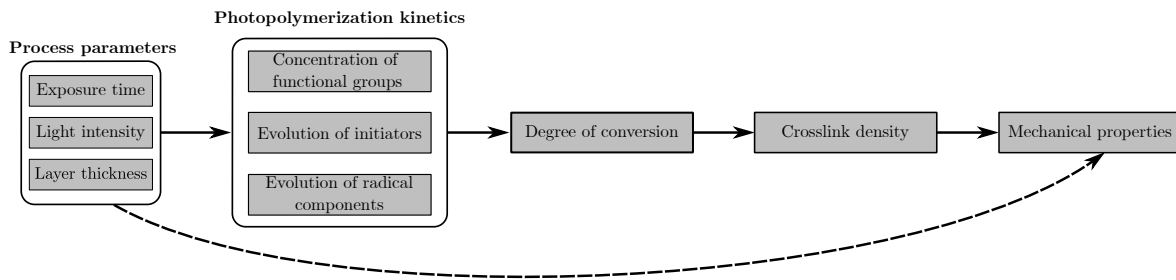 Process parameters
Exposure time
Light intensity
Layer thickness
Photopolymerization kinetics
Concentration of
functional groups
Evolution of initiators
Evolution of radical
components
Degree of conversion
Crosslink density
Mechanical properties